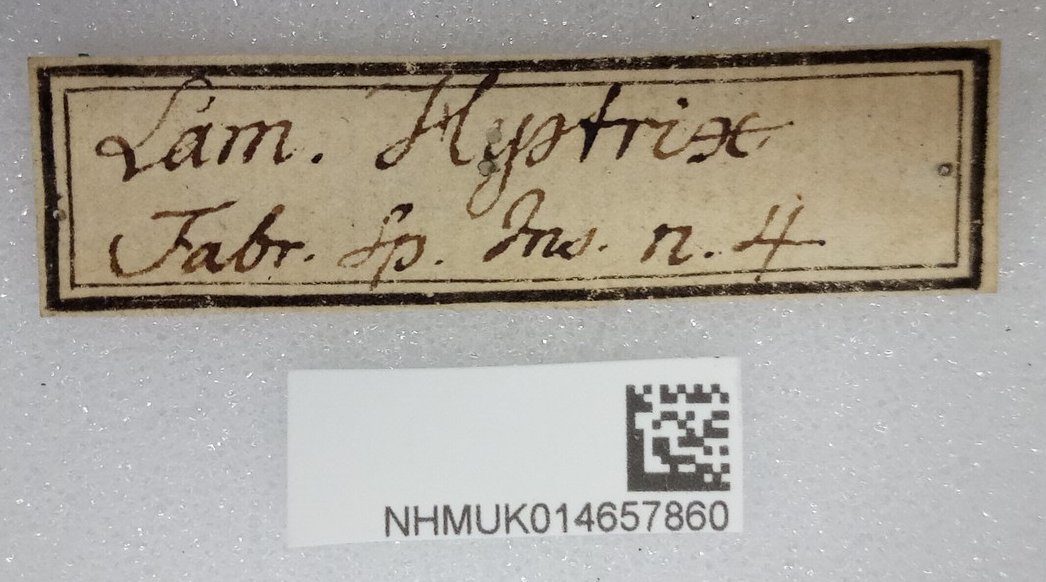 Lam. Hystrix
Fabr. Sp. Ins. n. 4
NHMUK014657860